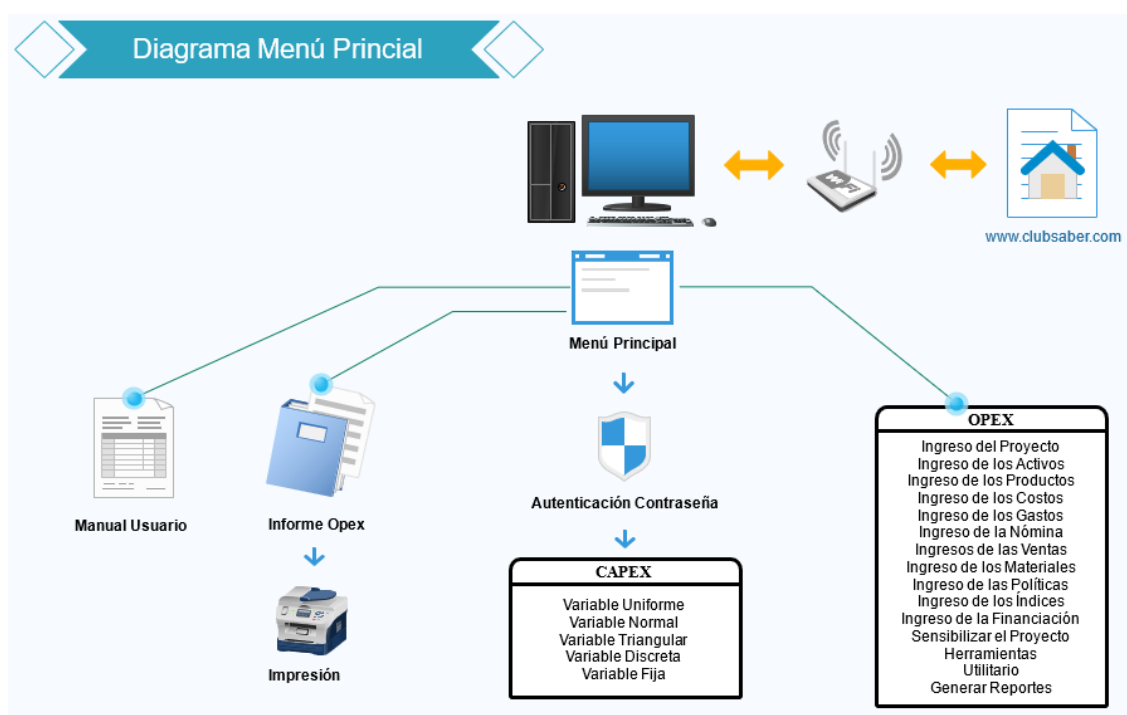 Diagrama Menú Princial
WiFi
www.clubsaber.com
Menú Principal
Manual Usuario
Informe Opex
Impresión
Autenticación Contraseña
CAPEX
Variable Uniforme
Variable Normal
Variable Triangular
Variable Discreta
Variable Fija
OPEX
Ingreso del Proyecto
Ingreso de los Activos
Ingreso de los Productos
Ingreso de los Costos
Ingreso de los Gastos
Ingreso de la Nómina
Ingresos de las Ventas
Ingreso de los Materiales
Ingreso de las Políticas
Ingreso de los Índices
Ingreso de la Financiación
Sensibilizar el Proyecto
Herramientas
Utilitario
Generar Reportes